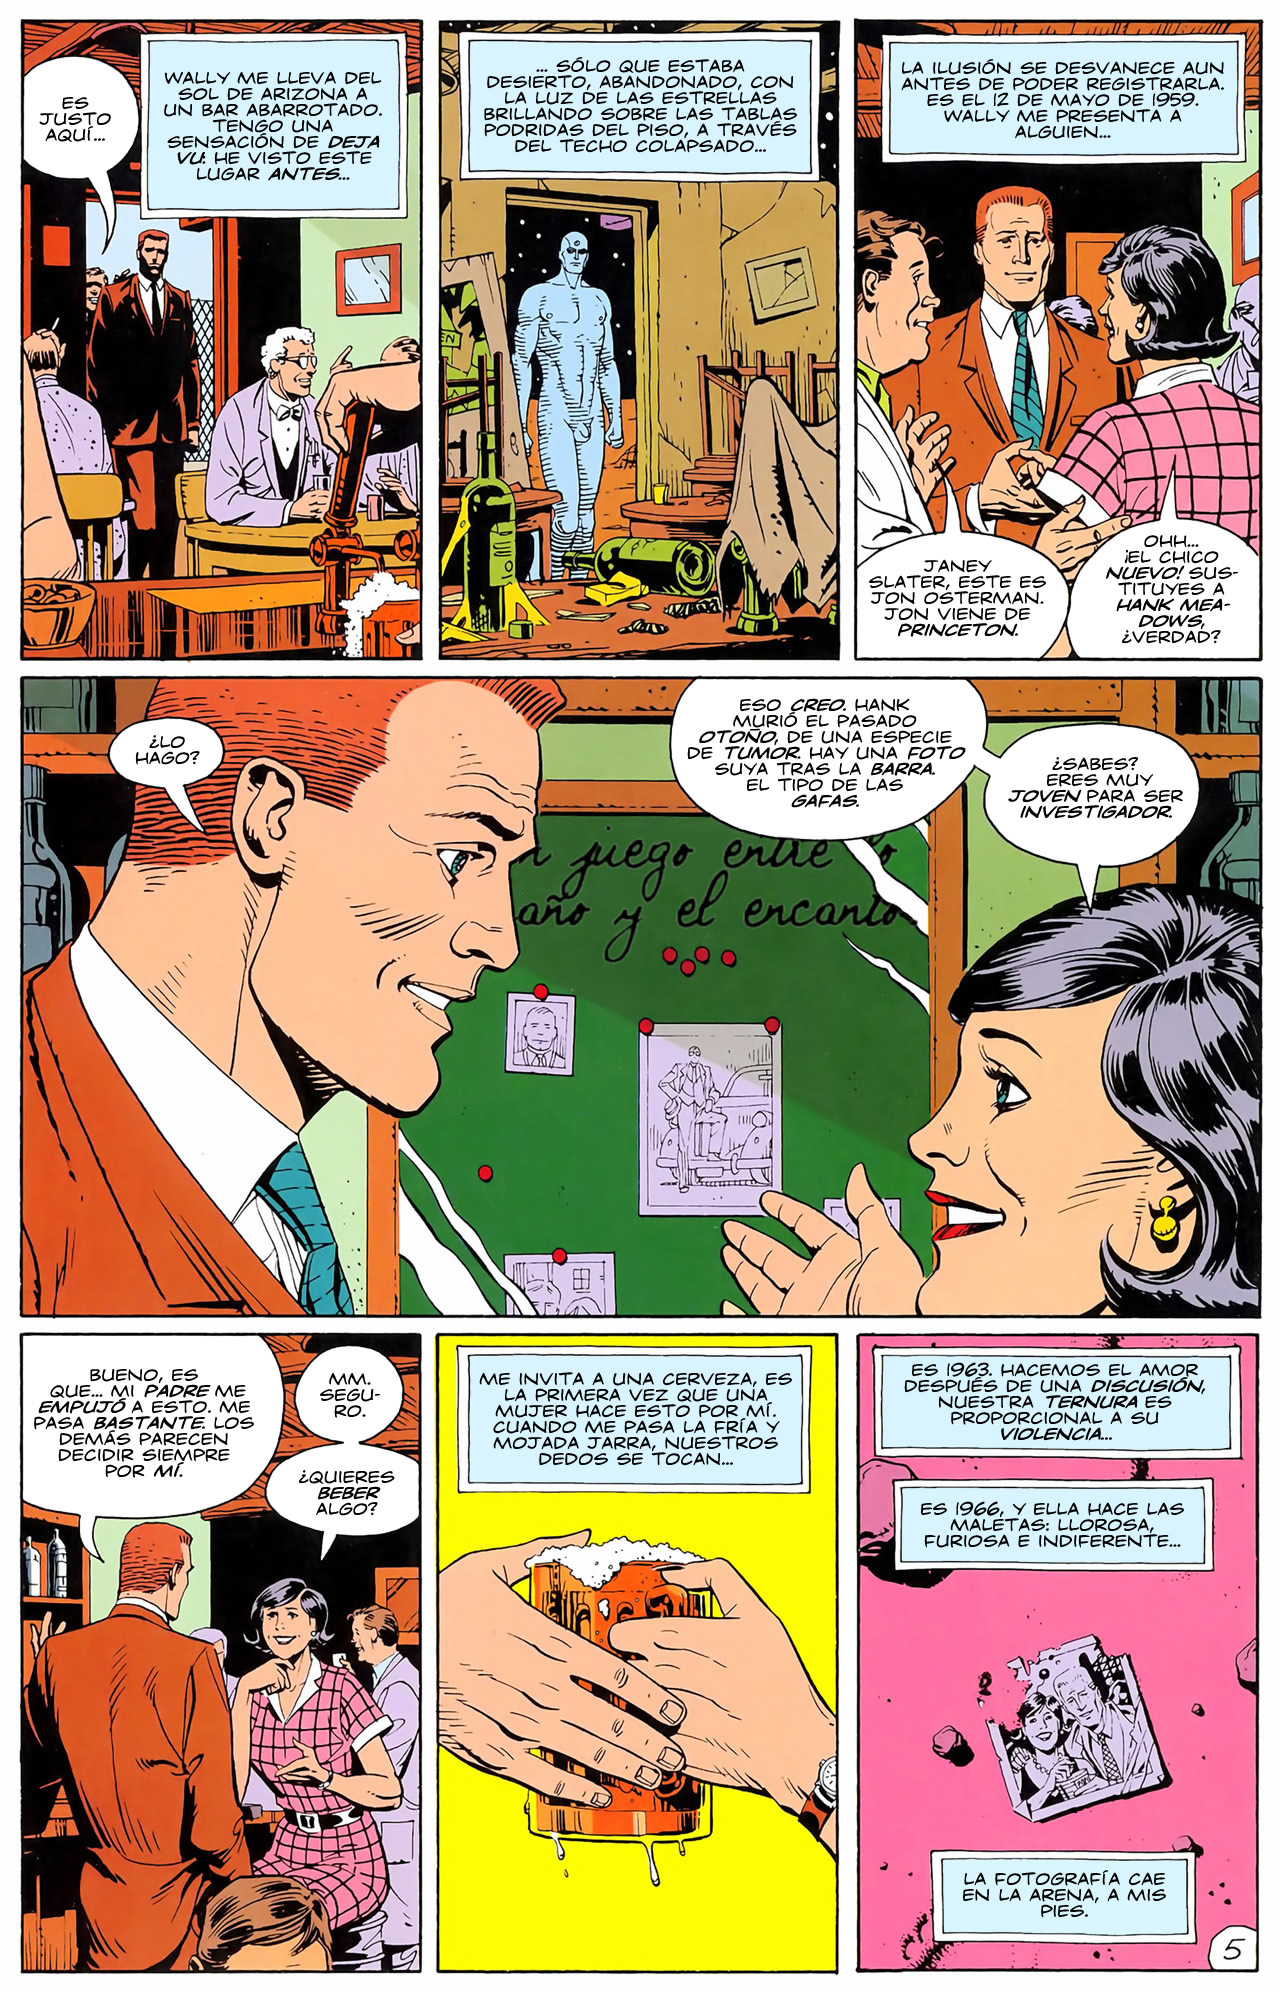 ES
JUSTO
AQUÍ...
WALLY ME LLEVA DEL
SOL DE ARIZONA A
UN BAR ABARROTADO.
TENGO UNA
SENSACIÓN DE DEJA
VU: HE VISTO ESTE
LUGAR ANTES...
... SÓLO QUE ESTABA
DESIERTO, ABANDONADO, CON
LA LUZ DE LAS ESTRELLAS
BRILLANDO SOBRE LAS TABLAS
PODRIDAS DEL PISO, A TRAVÉS
DEL TECHO COLAPSADO...
LA ILUSIÓN SE DESVANECE AUN
ANTES DE PODER REGISTRARLA.
ES EL 12 DE MAYO DE 1959.
WALLY ME PRESENTA A
ALGUIEN...
JANEY
SLATER, ESTE ES
JON OSTERMAN.
JON VIENE DE
PRINCETON.
OHH...
¡EL CHICO
NUEVO! SUS-
TITUYES A
HANK MEA-
DOWS,
¿VERDAD?
¿LO
HAGO?
ESO CREO. HANK
MURIÓ EL PASADO
OTOÑO, DE UNA ESPECIE
DE TUMOR. HAY UNA FOTO
SUYA TRAS LA BARRA.
EL TIPO DE LAS
GAFAS.
¿SABES?
ERES MUY
JOVEN PARA SER
INVESTIGADOR.
juego entre lo
año y el encanto
BUENO, ES
QUE... MI PADRE ME
EMPUJÓ A ESTO. ME
PASA BASTANTE. LOS
DEMÁS PARECEN
DECIDIR SIEMPRE
POR MÍ.
MM.
SEGU-
RO.
¿QUIERES
BEBER
ALGO?
ME INVITA A UNA CERVEZA, ES
LA PRIMERA VEZ QUE UNA
MUJER HACE ESTO POR MÍ.
CUANDO ME PASA LA FRÍA Y
MOJADA JARRA, NUESTROS
DEDOS SE TOCAN...
ES 1963. HACEMOS EL AMOR
DESPUÉS DE UNA DISCUSIÓN,
NUESTRA TERNURA ES
PROPORCIONAL A SU
VIOLENCIA...
ES 1966, Y ELLA HACE LAS
MALETAS: LLOROSA,
FURIOSA E INDIFERENTE...
LA FOTOGRAFÍA CAE
EN LA ARENA, A MIS
PIES.
5